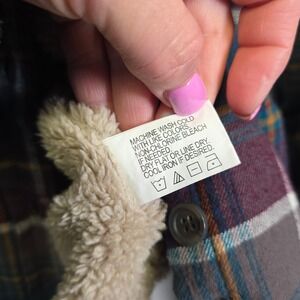 MACHINE WASH COLD
WITH LIKE COLORS.
NON-CHLORINE BLEACH
IF NEEDED.
DRY FLAT OR LINE DRY.
COOL IRON IF DESIRED.